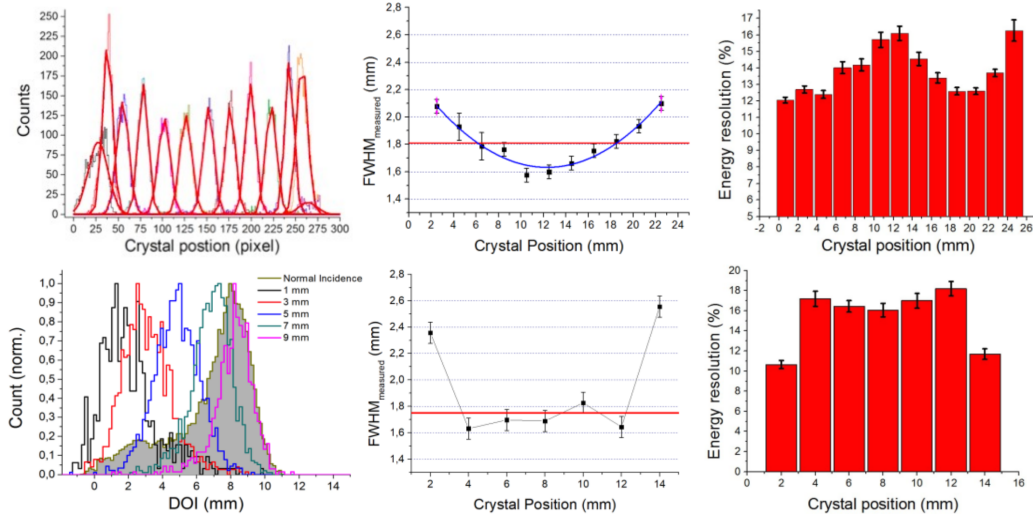 250
225
200
175
150
125
100
75
50
25
0
Counts
0 25 50 75 100 125 150 175 200 225 250 275 300
Crystal postion (pixel)
2,8
2,6
2,4
2,2
2,0
1,8
1,6
1,4
FWHMmeasured (mm)
0 2 4 6 8 10 12 14 16 18 20 22 24
Crystal Position (mm)
18
17
16
15
14
13
12
11
10
9
8
7
6
5
Energy resolution (%)
-2 0 2 4 6 8 10 12 14 16 18 20 22 24 26
Crystal position (mm)
1,0
0,9
0,8
0,7
0,6
0,5
0,4
0,3
0,2
0,1
0,0
Count (norm.)
Normal Incidence
1 mm
3 mm
5 mm
7 mm
9 mm
0 2 4 6 8 10 12 14
DOI (mm)
2,8
2,6
2,4
2,2
2,0
1,8
1,6
1,4
FWHMmeasured (mm)
2 4 6 8 10 12 14
Crystal Position (mm)
20
18
16
14
12
10
8
6
4
2
0
Energy resolution (%)
0 2 4 6 8 10 12 14 16
Crystal position (mm)